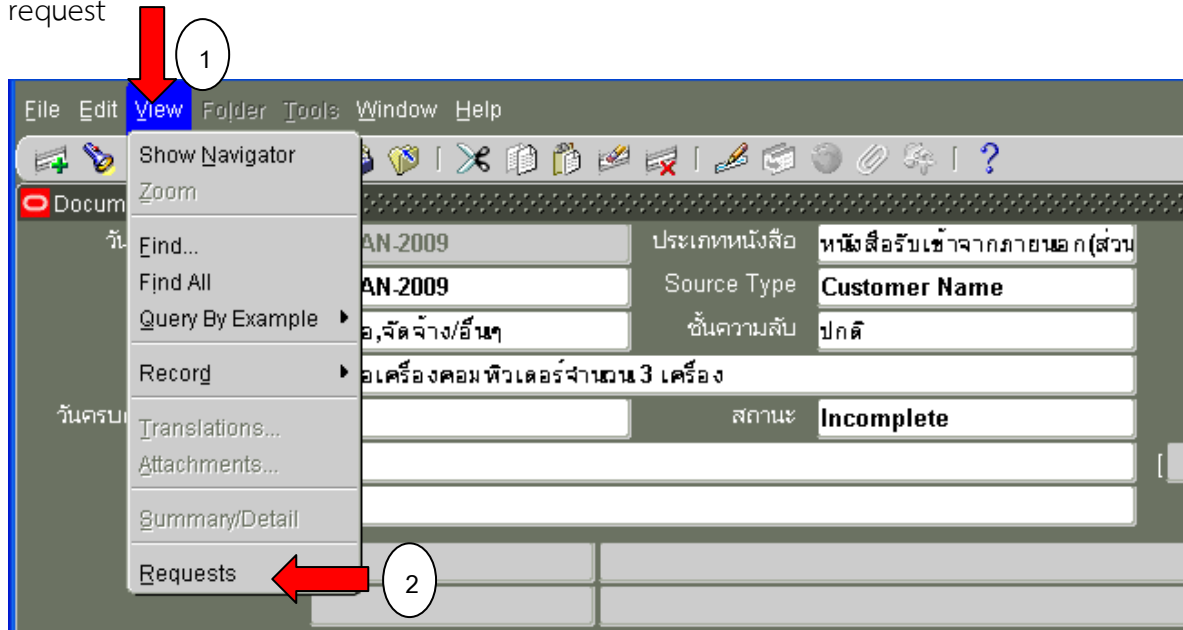 request
1
File Edit View Folder Tools Window Help
Show Navigator
Zoom
Find...
Find All
Query By Example
Record
Translations...
Attachments...
Summary/Detail
Requests
2
Docum
วัน
AN-2009
ประเภทหนังสือ
หนังสือรับเข้าจากภายนอก(ส่วน
AN-2009
Source Type
Customer Name
อ,จัดจ้าง/อื่นๆ
ชั้นความลับ
ปกติ
อเครื่องคอมพิวเตอร์จำนวน 3 เครื่อง
วันครบ
สถานะ
Incomplete
[